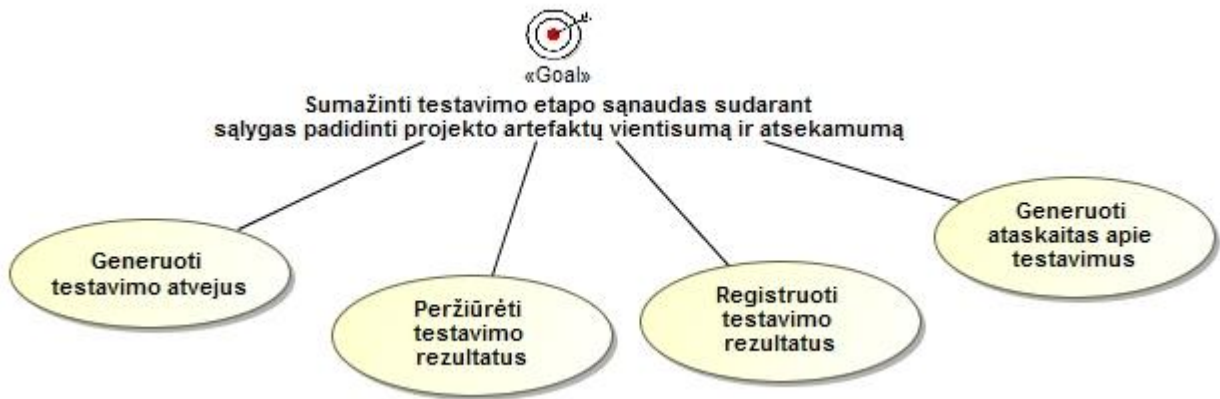 «Goal»
Sumažinti testavimo etapo sąnaudas sudarant
sąlygas padidinti projekto artefaktų vientisumą ir atsekamumą
Generuoti
testavimo atvejus
Peržiūrėti
testavimo
rezultatus
Registruoti
testavimo
rezultatus
Generuoti
ataskaitas apie
testavimus